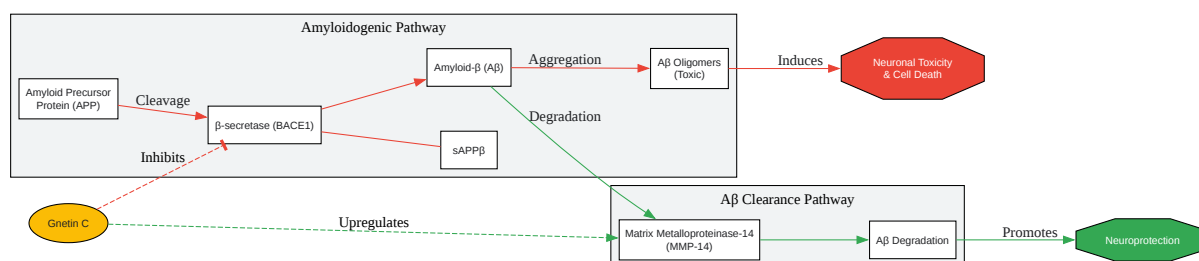 Amyloidogenic Pathway
Amyloid Precursor
Protein (APP)
Cleavage
β-secretase (BACE1)
Amyloid-β (Aβ)
sAPPβ
Aggregation
Degradation
Aβ Oligomers
(Toxic)
Induces
Neuronal Toxicity
& Cell Death
Inhibits
Gnetin C
Upregulates
Aβ Clearance Pathway
Matrix Metalloproteinase-14
(MMP-14)
Aβ Degradation
Promotes
Neuroprotection